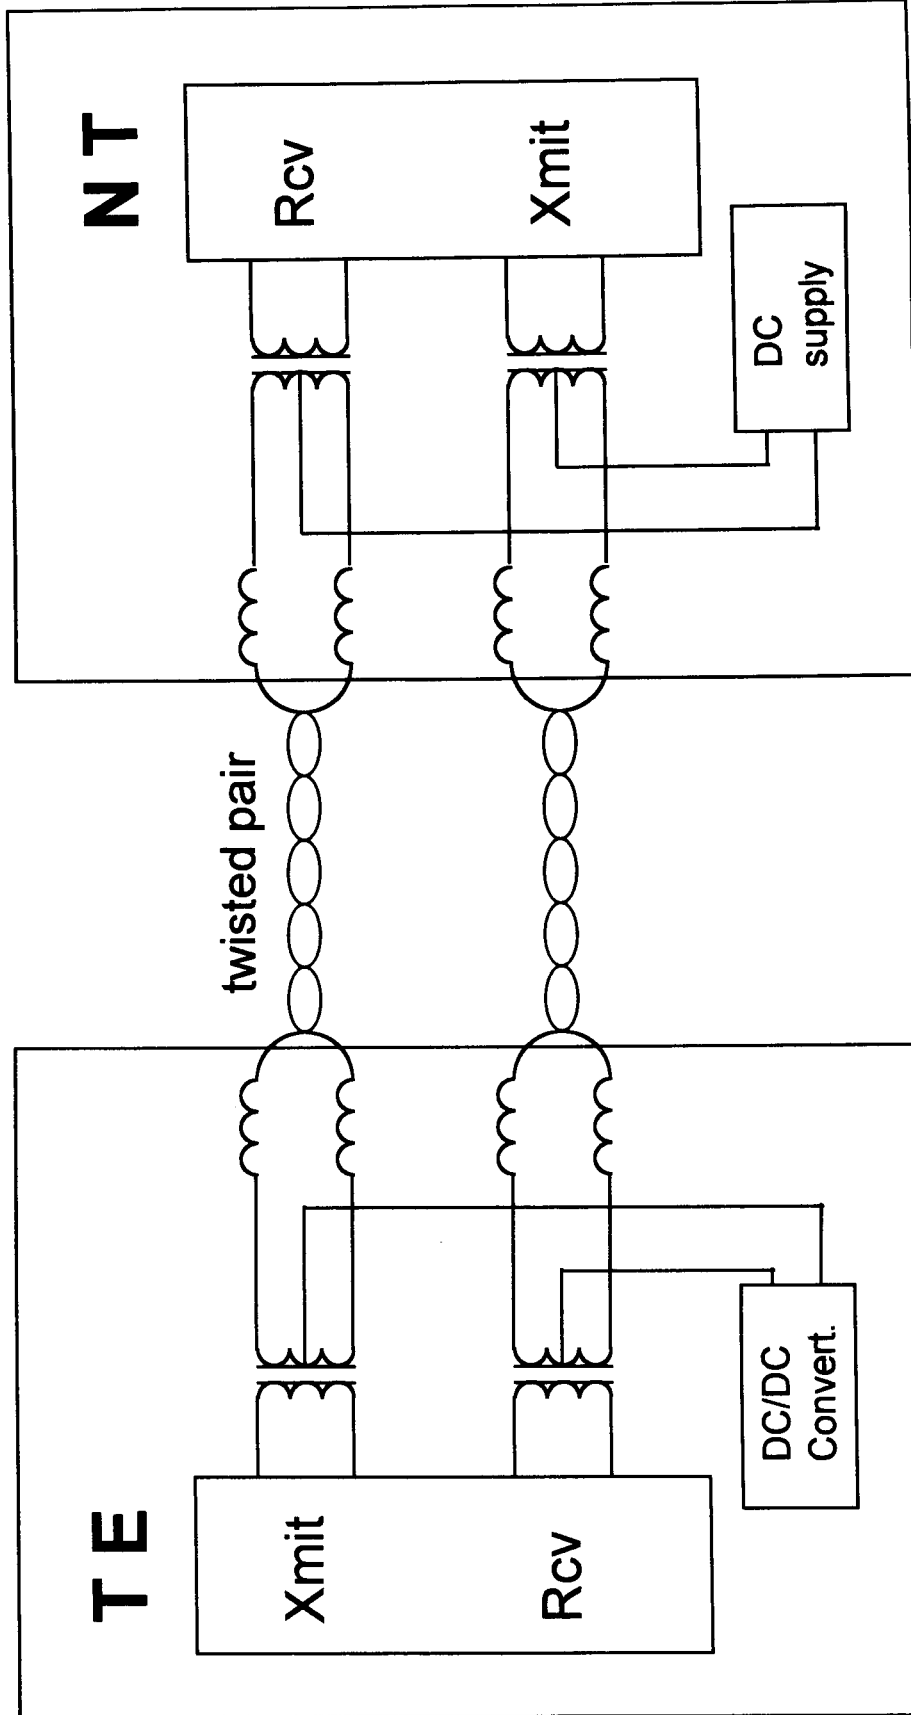 T E
N T
twisted pair
Xmit
Rcv
Rcv
Xmit
DC/DC
Convert.
DC
supply